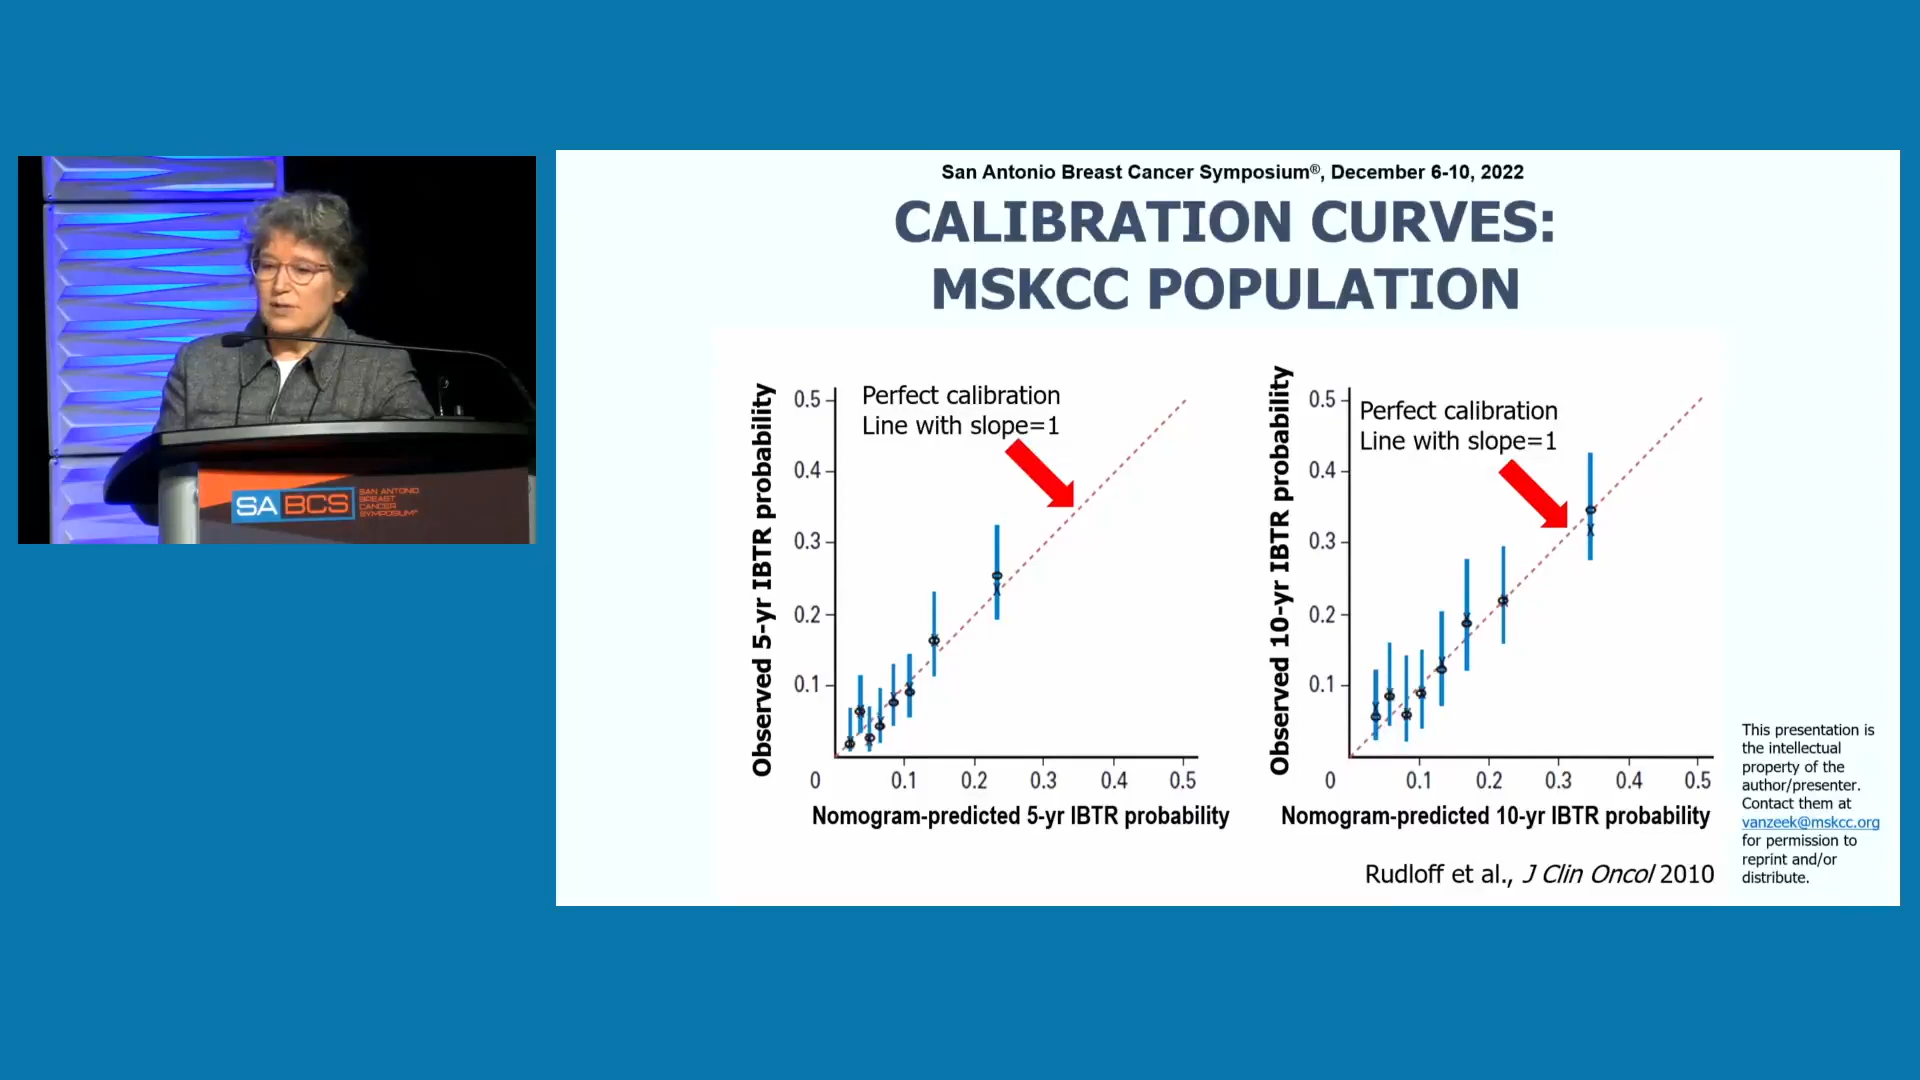 San Antonio Breast Cancer Symposium®, December 6-10, 2022
CALIBRATION CURVES:
MSKCC POPULATION
SA BCS
SAN ANTONIO
BREAST
CANCER
SYMPOSIUM®
Observed 5-yr IBTR probability
0.5
0.4
0.3
0.2
0.1
Perfect calibration
Line with slope=1
0 0.1 0.2 0.3 0.4 0.5
Nomogram-predicted 5-yr IBTR probability
Observed 10-yr IBTR probability
0.5
0.4
0.3
0.2
0.1
Perfect calibration
Line with slope=1
0 0.1 0.2 0.3 0.4 0.5
Nomogram-predicted 10-yr IBTR probability
Rudloff et al., J Clin Oncol 2010
This presentation is
the intellectual
property of the
author/presenter.
Contact them at
vanzeek@mskcc.org
for permission to
reprint and/or
distribute.